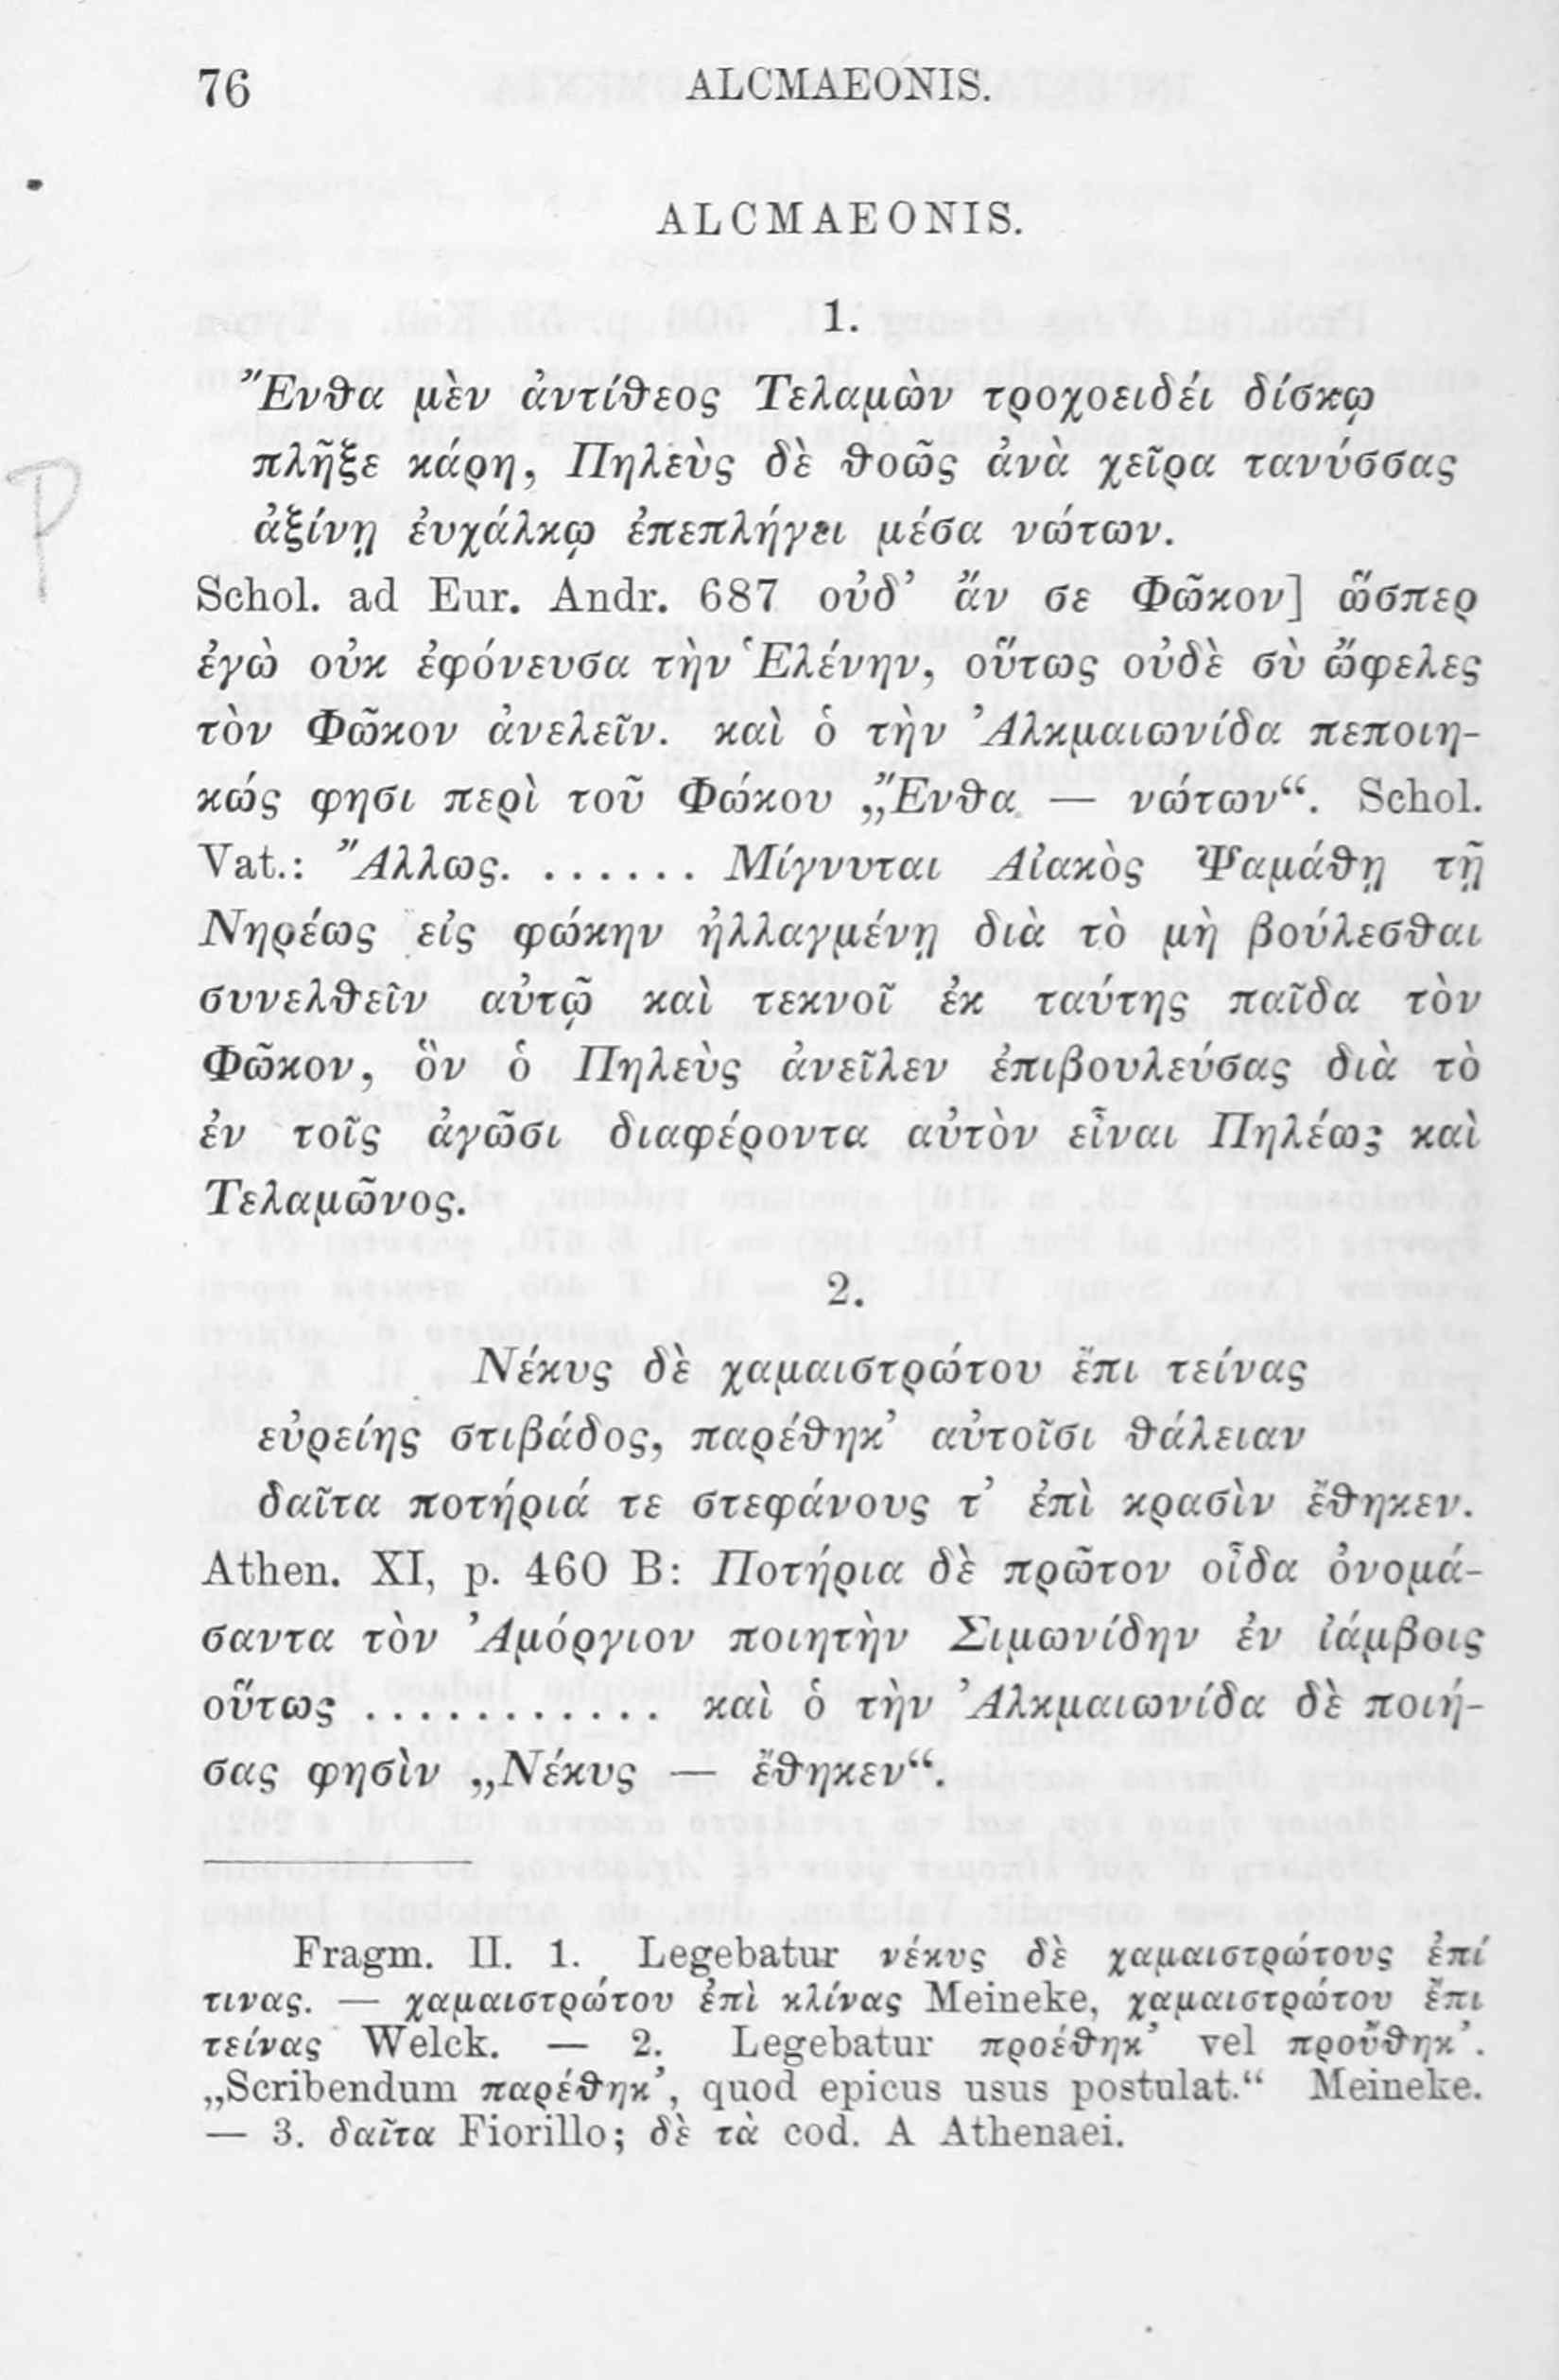 76 ALCMAEONIS.
ALCMAEONIS.
1.
Ἔνϑα μὲν ἀντίϑεος Τελαμὼν τροχοειδέι δίσκῳ
πλῆξε κάρη, Πηλεὺς δὲ ϑοῶς ἀνὰ χεῖρα τανύσσας
ἀξίνῃ ἐυχάλκῳ ἐπεπλήγει μέσα νώτων.
Schol. ad Eur. Andr. 687 οὐδ’ ἄν σε Φῶκον] ὥσπερ
ἐγὼ οὐκ ἐφόνευσα τὴν Ἑλένην, οὕτως οὐδὲ σὺ ὤφελες
τὸν Φῶκον ἀνελεῖν. καὶ ὁ τὴν Ἀλκμαιωνίδα πεποιη-
κώς φησι περὶ τοῦ Φώκου „Ἔνϑα — νώτων“. Schol.
Vat.: Ἄλλως. . . . . . . Μίγνυται Αἰακὸς Ψαμάϑῃ τῇ
Νηρέως εἰς φώκην ἠλλαγμένῃ διὰ τὸ μὴ βούλεσϑαι
συνελϑεῖν αὐτῷ καὶ τεκνοῖ ἐκ ταύτης παῖδα τὸν
Φῶκον, ὃν ὁ Πηλεὺς ἀνεῖλεν ἐπιβουλεύσας διὰ τὸ
ἐν τοῖς ἀγῶσι διαφέροντα αὐτὸν εἶναι Πηλέως καὶ
Τελαμῶνος.
2.
Νέκυς δὲ χαμαιστρώτου ἔπι τείνας
εὐρείης στιβάδος, παρέϑηκ’ αὐτοῖσι ϑάλειαν
δαῖτα ποτήριά τε στεφάνους τ’ ἐπὶ κρασὶν ἔϑηκεν.
Athen. XI, p. 460 B: Ποτήρια δὲ πρῶτον οἶδα ὀνομά-
σαντα τὸν Ἀμόργιον ποιητὴν Σιμωνίδην ἐν ἰάμβοις
οὕτως . . . . . . . . . . . καὶ ὁ τὴν Ἀλκμαιωνίδα δὲ ποιή-
σας φησὶν „Νέκυς — ἔϑηκεν“.
Fragm. II. 1. Legebatur νέκυς δὲ χαμαιστρώτους ἐπί
τινας. — χαμαιστρώτου ἐπὶ κλίνας Meineke, χαμαιστρώτου ἔπι
τείνας Welck. — 2. Legebatur προέϑηκ’ vel προὔϑηκ’.
„Scribendum παρέϑηκ’, quod epicus usus postulat.“ Meineke.
— 3. δαῖτα Fiorillo; δὲ τὰ cod. A Athenaei.
P